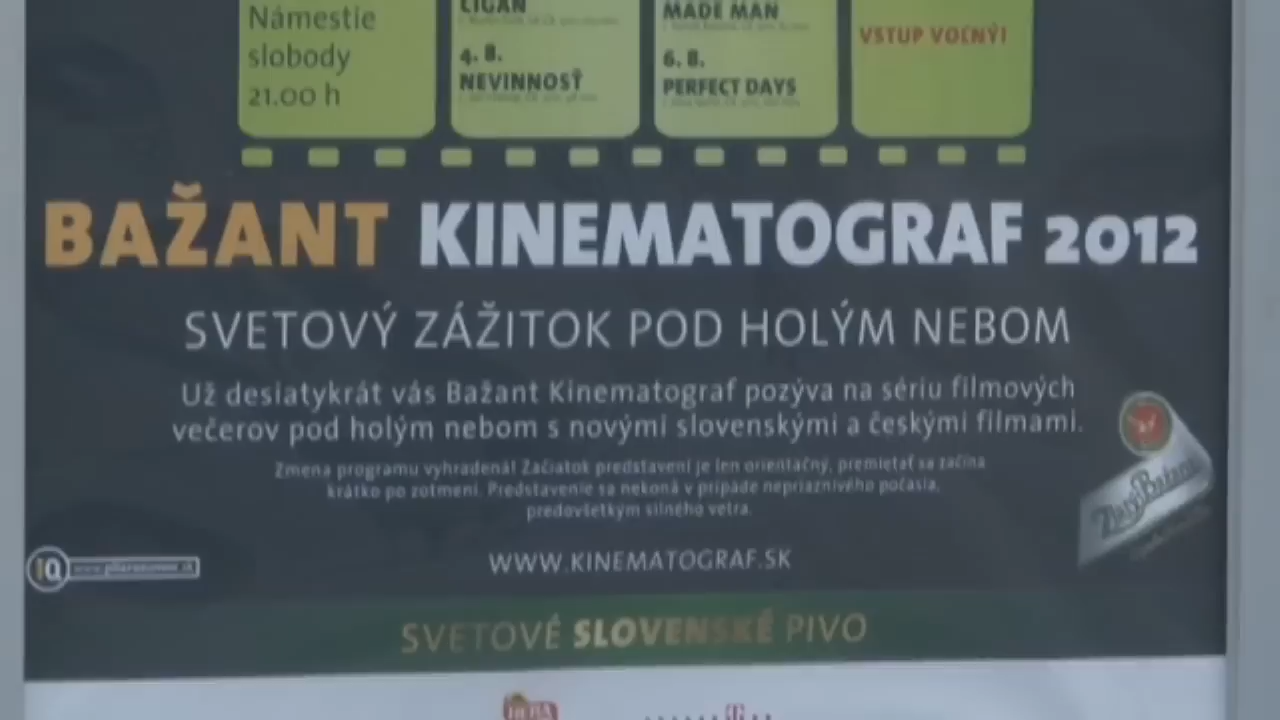 Námestie
slobody
21.00 h
CIGÁN
4. 8.
NEVINNOSŤ
MADE MAN
6. 8.
PERFECT DAYS
VSTUP VOĽNÝ!
BAŽANT KINEMATOGRAF 2012
SVETOVÝ ZÁŽITOK POD HOLÝM NEBOM
Už desiatykrát vás Bažant Kinematograf pozýva na sériu filmových
večerov pod holým nebom s novými slovenskými a českými filmami.
Zmena programu vyhradená! Začiatok predstavení je len orientačný, premietať sa začína
krátko po zotmení. Predstavenie sa nekoná v prípade nepriaznivého počasia,
predovšetkým silného vetra.
Zlatý Bažant
IQ
WWW.KINEMATOGRAF.SK
SVETOVÉ SLOVENSKÉ PIVO